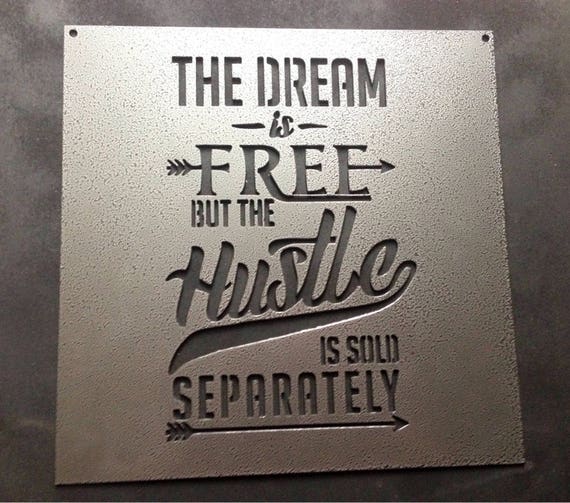 THE DREAM
is
FREE
BUT THE
Hustle
IS SOLD
SEPARATELY